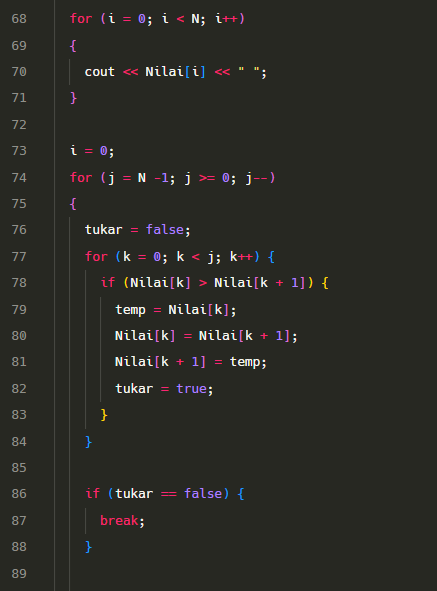 68 for (i = 0; i < N; i++)
69 {
70 cout << Nilai[i] << " ";
71 }
72
73 i = 0;
74 for (j = N -1; j >= 0; j--)
75 {
76 tukar = false;
77 for (k = 0; k < j; k++) {
78 if (Nilai[k] > Nilai[k + 1]) {
79 temp = Nilai[k];
80 Nilai[k] = Nilai[k + 1];
81 Nilai[k + 1] = temp;
82 tukar = true;
83 }
84 }
85
86 if (tukar == false) {
87 break;
88 }
89